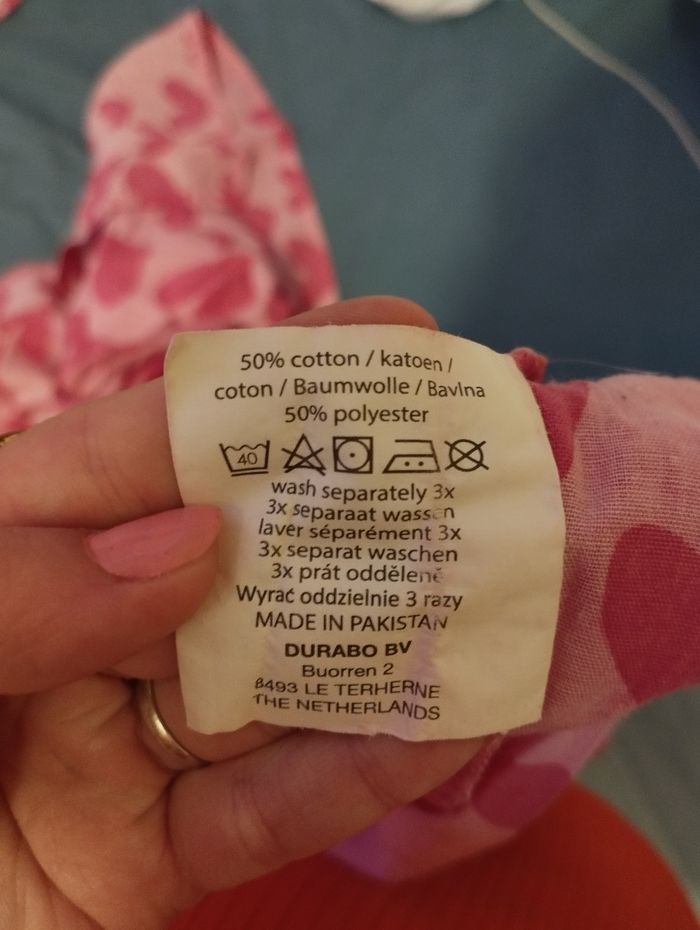 50% cotton / katoen /
coton / Baumwolle / Bavlna
50% polyester
40
wash separately 3x
3x separaat wassen
laver séparément 3x
3x separat waschen
3x prát odděleně
Wyrać oddzielnie 3 razy
MADE IN PAKISTAN
DURABO BV
Buorren 2
8493 LE TERHERNE
THE NETHERLANDS